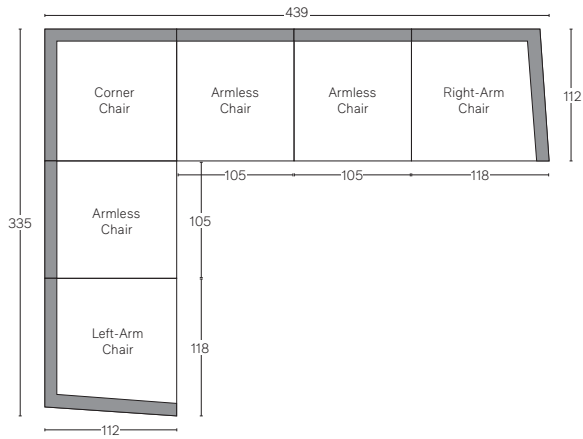 439
Corner
Chair
Armless
Chair
Armless
Chair
Right-Arm
Chair
112
105
105
118
335
Armless
Chair
105
Left-Arm
Chair
118
112